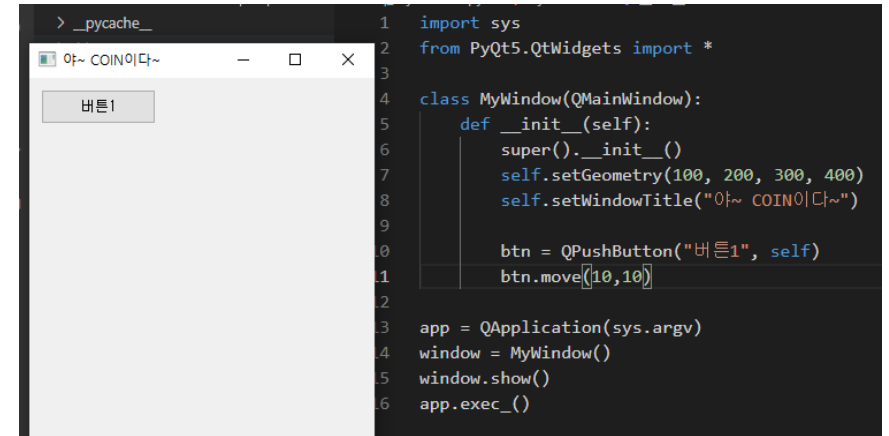 __pycache__
야~ COIN이다~
버튼1
1 import sys
2 from PyQt5.QtWidgets import *
3
4 class MyWindow(QMainWindow):
5 def __init__(self):
6 super().__init__()
7 self.setGeometry(100, 200, 300, 400)
8 self.setWindowTitle("야~ COIN이다~")
9
10 btn = QPushButton("버튼1", self)
11 btn.move(10,10)
12
13 app = QApplication(sys.argv)
14 window = MyWindow()
15 window.show()
16 app.exec_()